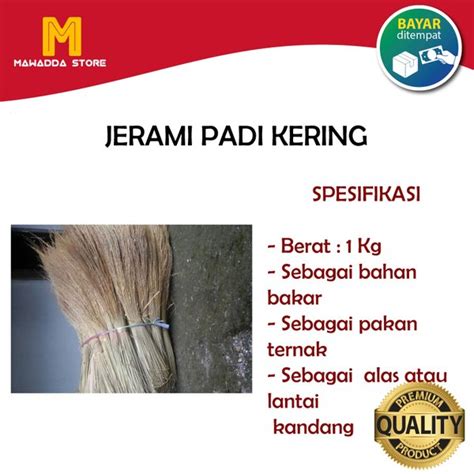 M
MAWADDA STORE
BAYAR
ditempat
JERAMI PADI KERING
SPESIFIKASI
- Berat : 1 Kg
- Sebagai bahan
bakar
- Sebagai pakan
ternak
- Sebagai alas atau
lantai
kandang
PREMIUM
QUALITY
PRODUCT